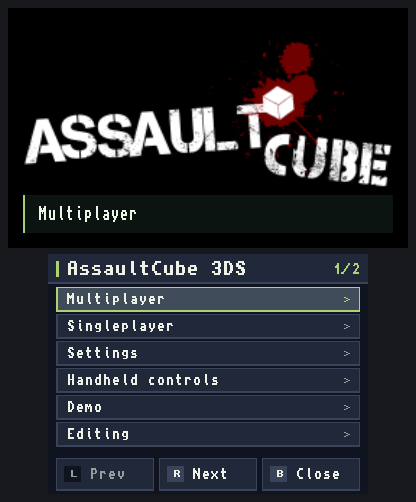 ASSAULT CUBE
Multiplayer
AssaultCube 3DS 1/2
Multiplayer >
Singleplayer >
Settings >
Handheld controls >
Demo >
Editing >
L Prev R Next B Close